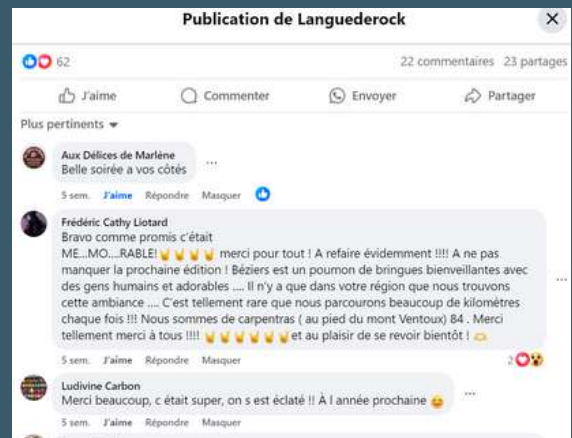 Publication de Languederock
62 22 commentaires 23 partages
J'aime Commenter Envoyer Partager
Plus pertinents
Aux Délices de Marlène
Belle soirée a vos côtés
5 sem. J'aime Répondre Masquer
Frédéric Cathy Liotard
Bravo comme promis c'était
ME...MO....RABLE!🤘🤘🤘🤘 merci pour tout ! A refaire évidemment !!!! A ne pas
manquer la prochaine édition ! Béziers est un poumon de bringues bienveillantes avec
des gens humains et adorables .... Il n'y a que dans votre région que nous trouvons
cette ambiance .... C'est tellement rare que nous parcourons beaucoup de kilomètres
chaque fois !!! Nous sommes de carpentras ( au pied du mont Ventoux) 84 . Merci
tellement merci à tous !!!! 🤘🤘🤘🤘🤘🤘et au plaisir de se revoir bientôt ! 🫶
5 sem. J'aime Répondre Masquer 2
Ludivine Carbon
Merci beaucoup, c était super, on s est éclaté !! À l année prochaine 😄
5 sem. J'aime Répondre Masquer